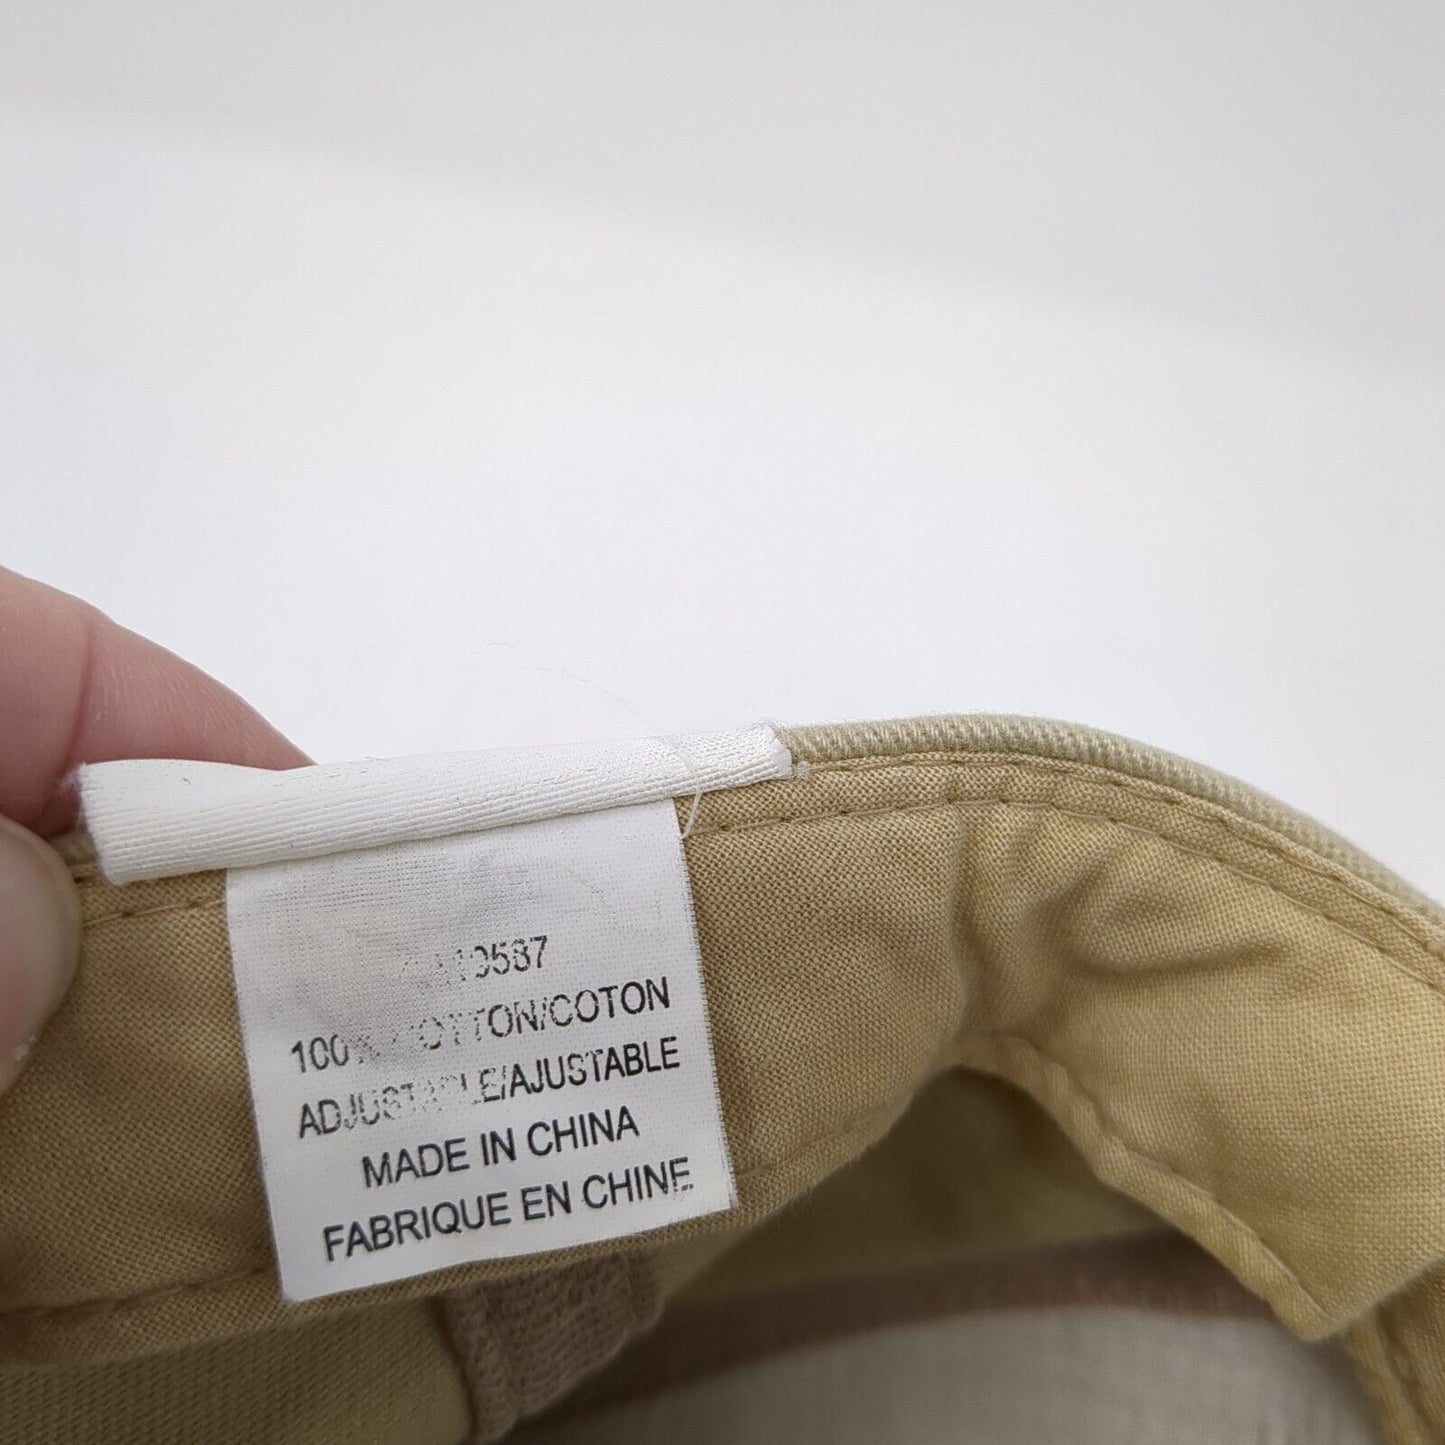 100% COTTON/COTON
ADJUSTABLE/AJUSTABLE
MADE IN CHINA
FABRIQUE EN CHINE